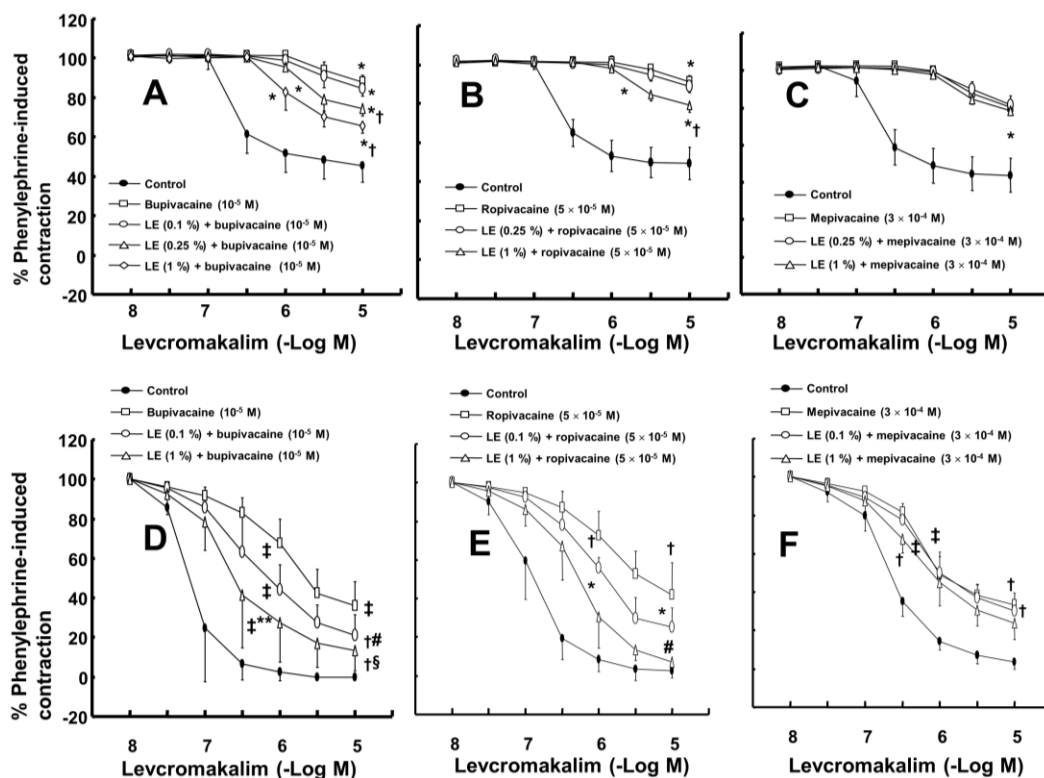 120
100
80
60
40
20
0
-20
% Phenylephrine-induced
contraction
A
*
*
*
*
*†
*†
Control
Bupivacaine (10⁻⁵ M)
LE (0.1 %) + bupivacaine (10⁻⁵ M)
LE (0.25 %) + bupivacaine (10⁻⁵ M)
LE (1 %) + bupivacaine (10⁻⁵ M)
8 7 6 5
Levcromakalim (-Log M)
B
*
*
*†
Control
Ropivacaine (5 × 10⁻⁵ M)
LE (0.25 %) + ropivacaine (5 × 10⁻⁵ M)
LE (1 %) + ropivacaine (5 × 10⁻⁵ M)
8 7 6 5
Levcromakalim (-Log M)
C
*
Control
Mepivacaine (3 × 10⁻⁴ M)
LE (0.25 %) + mepivacaine (3 × 10⁻⁴ M)
LE (1 %) + mepivacaine (3 × 10⁻⁴ M)
8 7 6 5
Levcromakalim (-Log M)
Control
Bupivacaine (10⁻⁵ M)
LE (0.1 %) + bupivacaine (10⁻⁵ M)
LE (1 %) + bupivacaine (10⁻⁵ M)
120
100
80
60
40
20
0
-20
% Phenylephrine-induced
contraction
D
‡
‡
‡
‡**
†#
†§
8 7 6 5
Levcromakalim (-Log M)
Control
Ropivacaine (5 × 10⁻⁵ M)
LE (0.1 %) + ropivacaine (5 × 10⁻⁵ M)
LE (1 %) + ropivacaine (5 × 10⁻⁵ M)
E
†
†
*
*
#
8 7 6 5
Levcromakalim (-Log M)
Control
Mepivacaine (3 × 10⁻⁴ M)
LE (0.1 %) + mepivacaine (3 × 10⁻⁴ M)
LE (1 %) + mepivacaine (3 × 10⁻⁴ M)
F
‡
‡
†
†
†
8 7 6 5
Levcromakalim (-Log M)